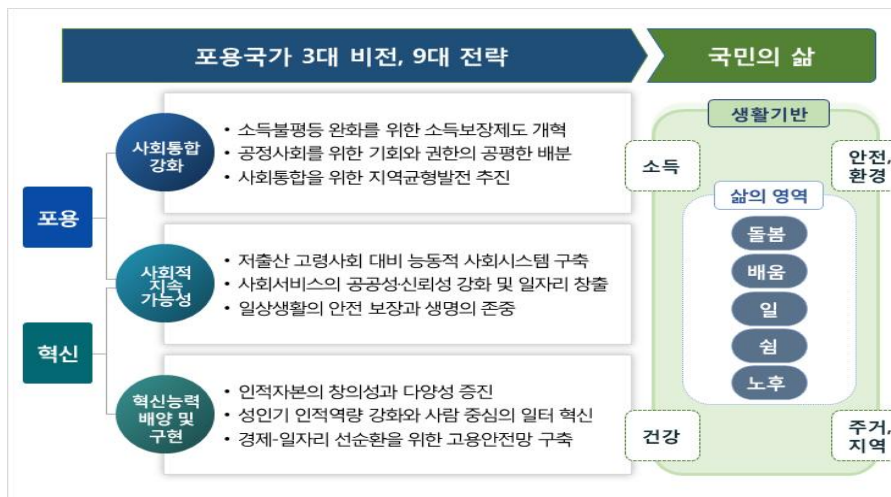 포용국가 3대 비전, 9대 전략
국민의 삶
포용
혁신
사회통합
강화
• 소득불평등 완화를 위한 소득보장제도 개혁
• 공정사회를 위한 기회와 권한의 공평한 배분
• 사회통합을 위한 지역균형발전 추진
사회적
지속
가능성
• 저출산 고령사회 대비 능동적 사회시스템 구축
• 사회서비스의 공공성·신뢰성 강화 및 일자리 창출
• 일상생활의 안전 보장과 생명의 존중
혁신능력
배양 및
구현
• 인적자본의 창의성과 다양성 증진
• 성인기 인적역량 강화와 사람 중심의 일터 혁신
• 경제-일자리 선순환을 위한 고용안전망 구축
생활기반
소득
안전,
환경
삶의 영역
돌봄
배움
일
쉼
노후
건강
주거,
지역